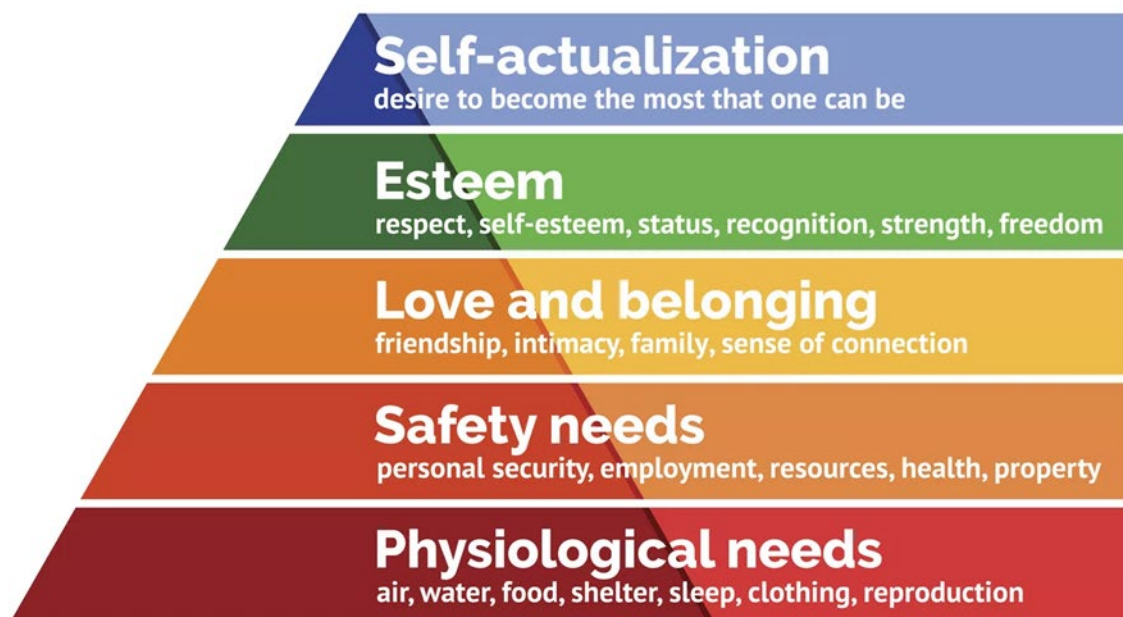 Self-actualization
desire to become the most that one can be
Esteem
respect, self-esteem, status, recognition, strength, freedom
Love and belonging
friendship, intimacy, family, sense of connection
Safety needs
personal security, employment, resources, health, property
Physiological needs
air, water, food, shelter, sleep, clothing, reproduction